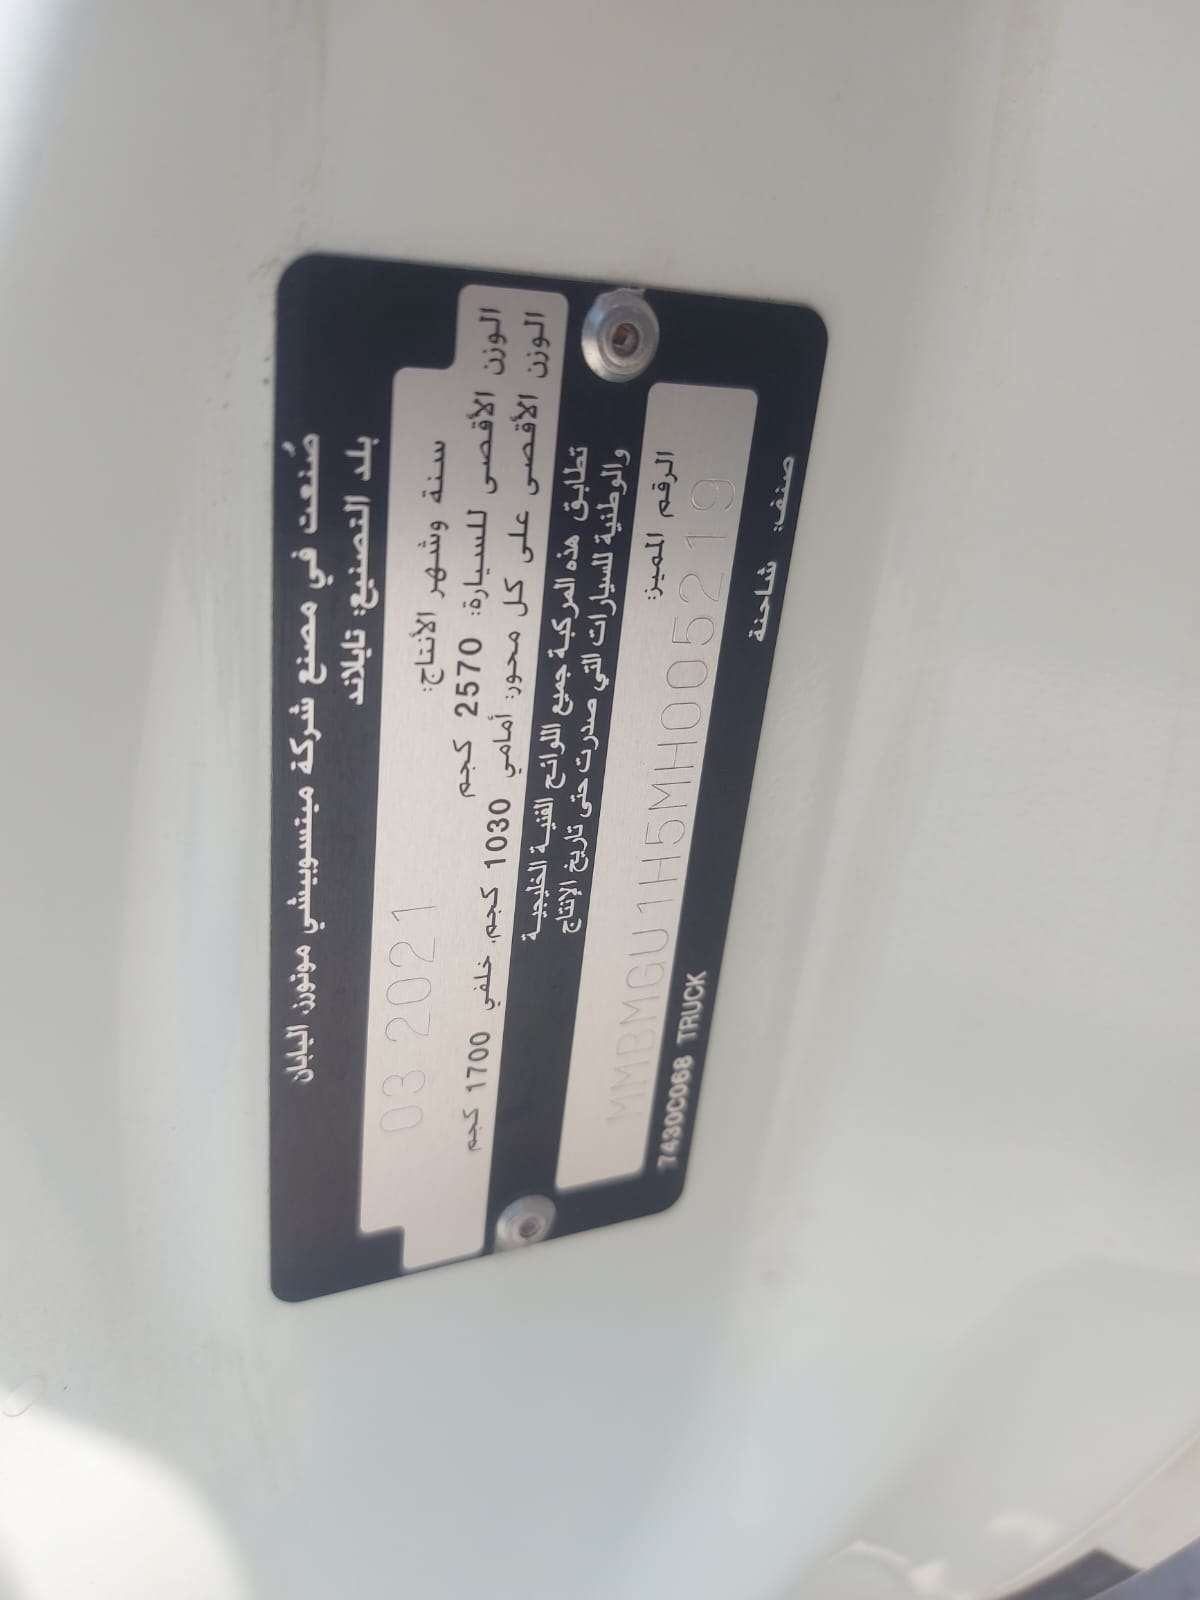 صُنعت في مصنع شركة ميتسوبيشي موتورز، اليابان
بلد التصنيع: تايلاند
سنة وشهر الأنتاج: 03 2021
الوزن الأقصى للسيارة: 2570 كجم
الوزن الأقصى على كل محور: أمامي 1030 كجم، خلفي 1700 كجم
تطابق هذه المركبة جميع اللوائح الفنية الخليجية
والوطنية للسيارات التي صدرت حتى تاريخ الإنتاج
الرقم المميز:
MMBMGU1H5MH005219
صنف: شاحنة
7430C068 TRUCK